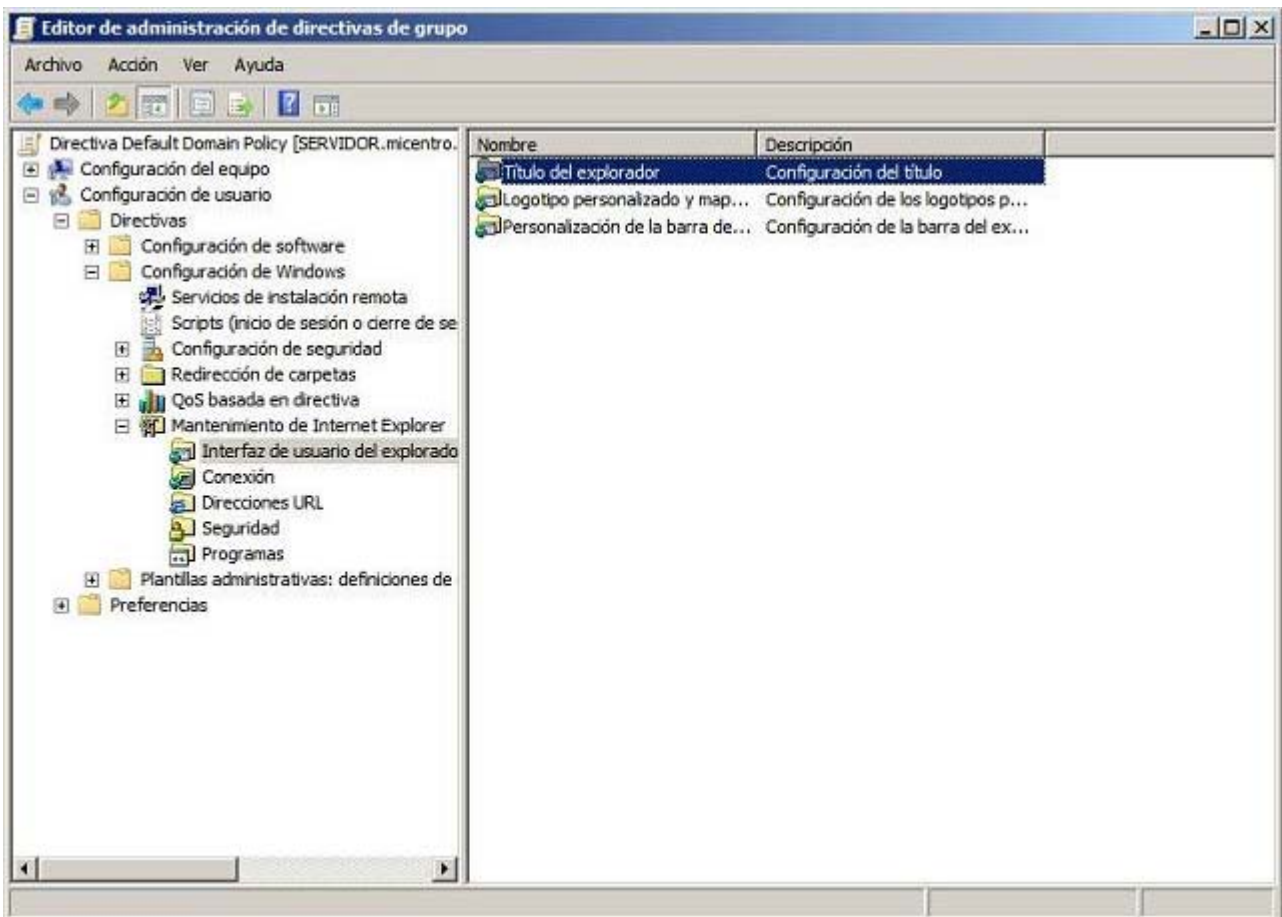 Editor de administración de directivas de grupo
Archivo Acción Ver Ayuda
Directiva Default Domain Policy [SERVIDOR.micentro.
Configuración del equipo
Configuración de usuario
Directivas
Configuración de software
Configuración de Windows
Servicios de instalación remota
Scripts (inicio de sesión o cierre de se
Configuración de seguridad
Redirección de carpetas
QoS basada en directiva
Mantenimiento de Internet Explorer
Interfaz de usuario del explorado
Conexión
Direcciones URL
Seguridad
Programas
Plantillas administrativas: definiciones de
Preferencias
Nombre Descripción
Título del explorador Configuración del título
Logotipo personalizado y map... Configuración de los logotipos p...
Personalización de la barra de... Configuración de la barra del ex...